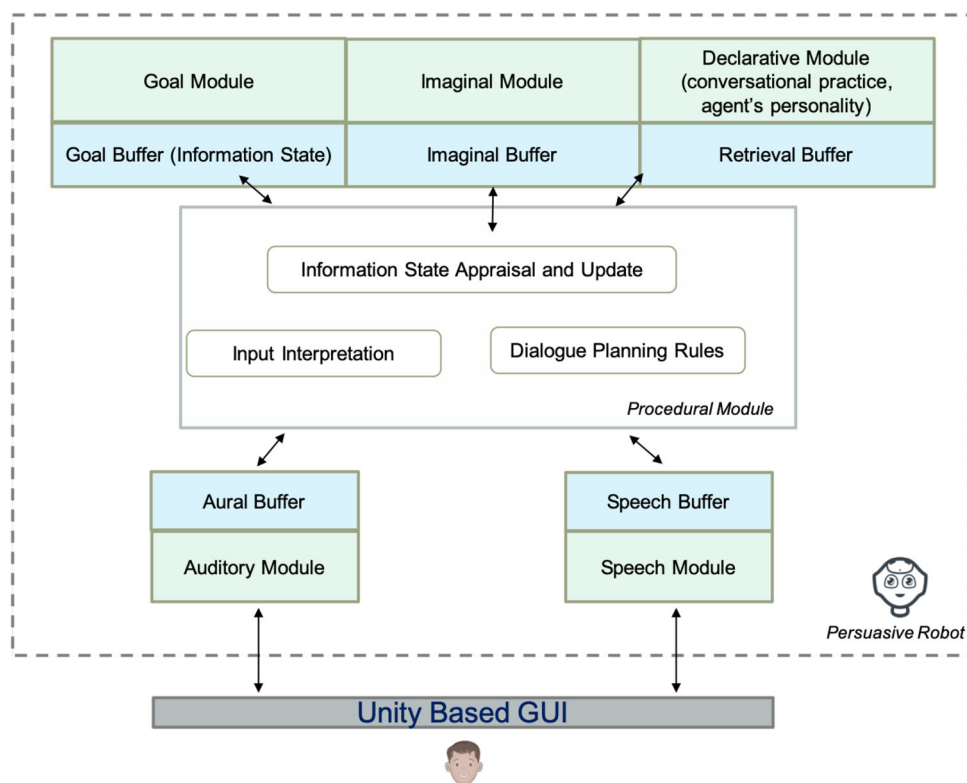 Goal Module
Imaginal Module
Declarative Module
(conversational practice,
agent's personality)
Goal Buffer (Information State)
Imaginal Buffer
Retrieval Buffer
Information State Appraisal and Update
Input Interpretation
Dialogue Planning Rules
Procedural Module
Aural Buffer
Speech Buffer
Auditory Module
Speech Module
Persuasive Robot
Unity Based GUI